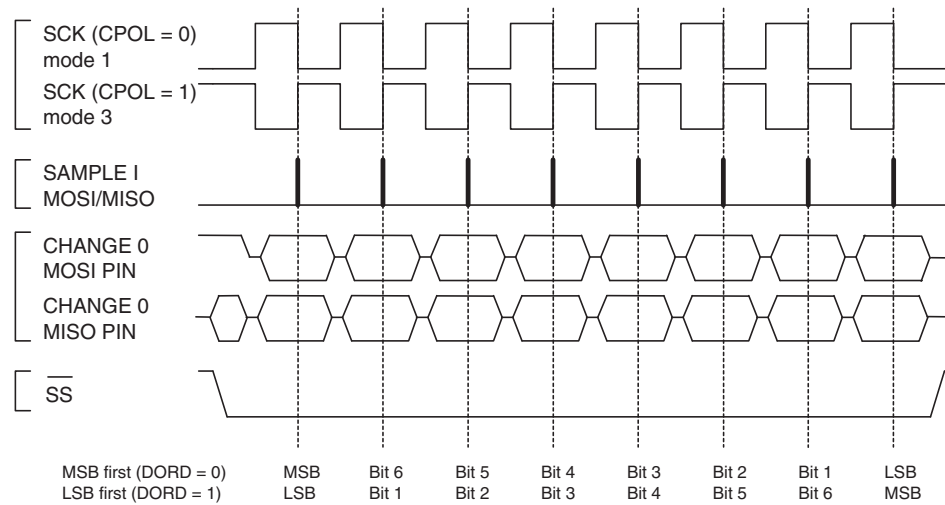 SCK (CPOL = 0)
mode 1
SCK (CPOL = 1)
mode 3
SAMPLE I
MOSI/MISO
CHANGE 0
MOSI PIN
CHANGE 0
MISO PIN
SS
MSB first (DORD = 0) MSB Bit 6 Bit 5 Bit 4 Bit 3 Bit 2 Bit 1 LSB
LSB first (DORD = 1) LSB Bit 1 Bit 2 Bit 3 Bit 4 Bit 5 Bit 6 MSB